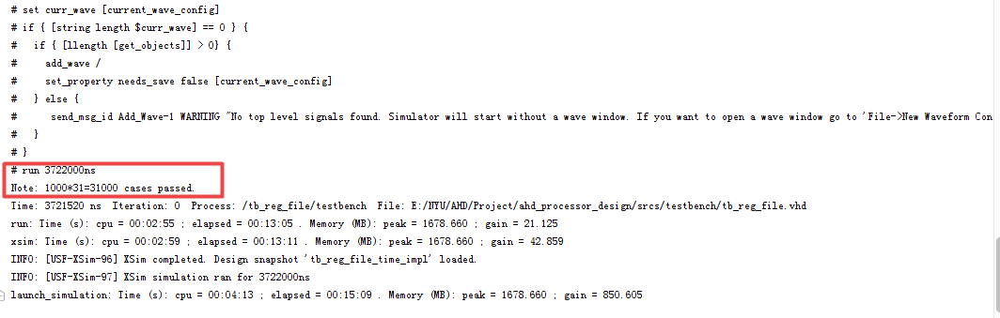 # set curr_wave [current_wave_config]
# if { [string length $curr_wave] == 0 } {
#   if { [llength [get_objects]] > 0} {
#     add_wave /
#     set_property needs_save false [current_wave_config]
#   } else {
#      send_msg_id Add_Wave-1 WARNING "No top level signals found. Simulator will start without a wave window. If you want to open a wave window go to 'File->New Waveform Con
#   }
# }
# run 3722000ns
Note: 1000*31=31000 cases passed.
Time: 3721520 ns  Iteration: 0  Process: /tb_reg_file/testbench  File: E:/NYU/AHD/Project/ahd_processor_design/srcs/testbench/tb_reg_file.vhd
run: Time (s): cpu = 00:02:55 ; elapsed = 00:13:05 . Memory (MB): peak = 1678.660 ; gain = 21.125
xsim: Time (s): cpu = 00:02:59 ; elapsed = 00:13:11 . Memory (MB): peak = 1678.660 ; gain = 42.859
INFO: [USF-XSim-96] XSim completed. Design snapshot 'tb_reg_file_time_impl' loaded.
INFO: [USF-XSim-97] XSim simulation ran for 3722000ns
launch_simulation: Time (s): cpu = 00:04:13 ; elapsed = 00:15:09 . Memory (MB): peak = 1678.660 ; gain = 850.605